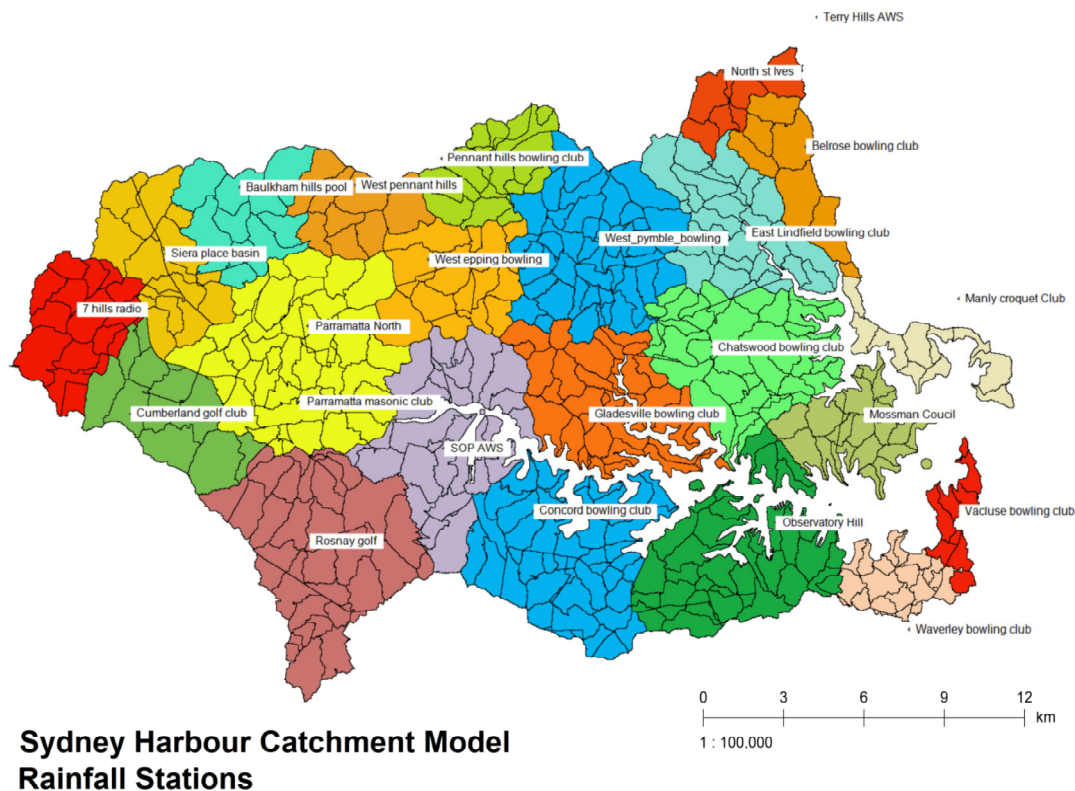 Terry Hills AWS
North st Ives
Belrose bowling club
Pennant hills bowling club
West pennant hills
Baulkham hills pool
East Lindfield bowling club
West_pymble_bowling
Siera place basin
West epping bowling
Manly croquet Club
7 hills radio
Parramatta North
Chatswood bowling club
Parramatta masonic club
Cumberland golf club
Gladesville bowling club
Mossman Coucil
SOP AWS
Concord bowling club
Vacluse bowling club
Observatory Hill
Rosnay golf
Waverley bowling club
0 3 6 9 12
km
1 : 100,000
Sydney Harbour Catchment Model
Rainfall Stations